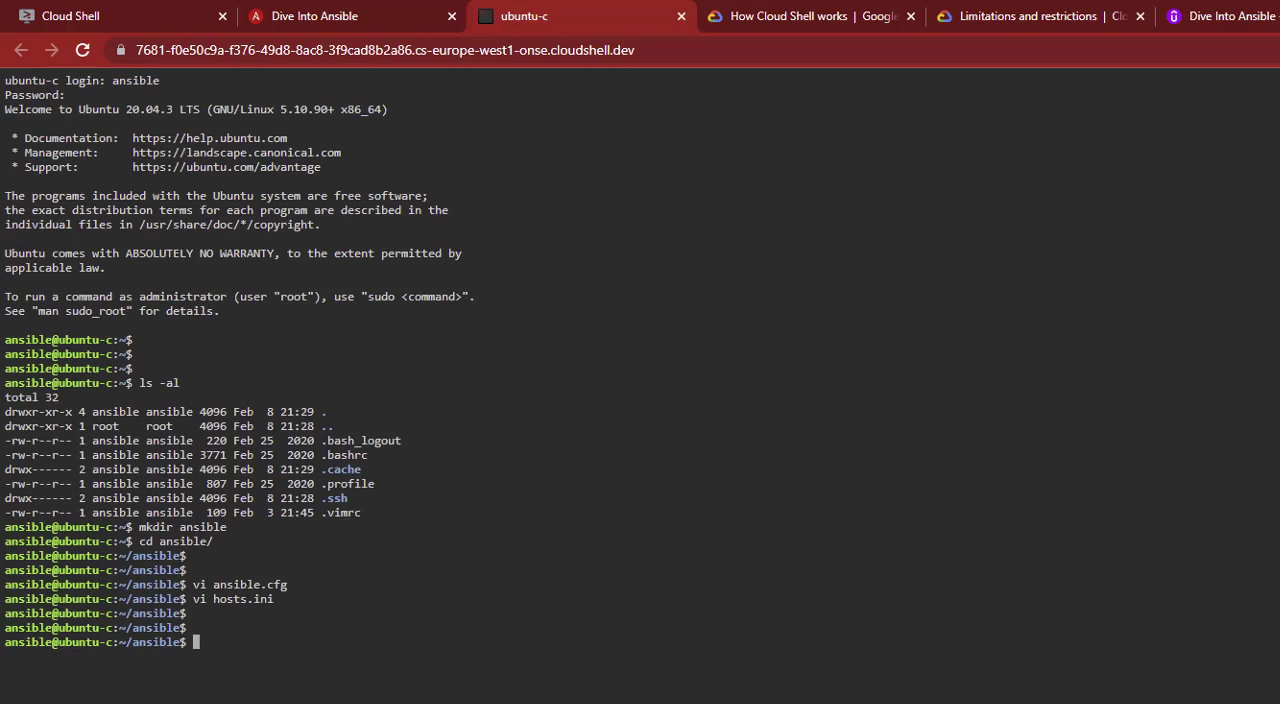 Cloud Shell
Dive Into Ansible
ubuntu-c
How Cloud Shell works | Google
Limitations and restrictions | Clo
Dive Into Ansible
7681-f0e50c9a-f376-49d8-8ac8-3f9cad8b2a86.cs-europe-west1-onse.cloudshell.dev
ubuntu-c login: ansible
Password:
Welcome to Ubuntu 20.04.3 LTS (GNU/Linux 5.10.90+ x86_64)
* Documentation:  https://help.ubuntu.com
* Management:     https://landscape.canonical.com
* Support:        https://ubuntu.com/advantage
The programs included with the Ubuntu system are free software;
the exact distribution terms for each program are described in the
individual files in /usr/share/doc/*/copyright.
Ubuntu comes with ABSOLUTELY NO WARRANTY, to the extent permitted by
applicable law.
To run a command as administrator (user "root"), use "sudo <command>".
See "man sudo_root" for details.
ansible@ubuntu-c:~$
ansible@ubuntu-c:~$
ansible@ubuntu-c:~$
ansible@ubuntu-c:~$ ls -al
total 32
drwxr-xr-x 4 ansible ansible 4096 Feb  8 21:29 .
drwxr-xr-x 1 root    root    4096 Feb  8 21:28 ..
-rw-r--r-- 1 ansible ansible  220 Feb 25  2020 .bash_logout
-rw-r--r-- 1 ansible ansible 3771 Feb 25  2020 .bashrc
drwx------ 2 ansible ansible 4096 Feb  8 21:29 .cache
-rw-r--r-- 1 ansible ansible  807 Feb 25  2020 .profile
drwx------ 2 ansible ansible 4096 Feb  8 21:28 .ssh
-rw-r--r-- 1 ansible ansible  109 Feb  3 21:45 .vimrc
ansible@ubuntu-c:~$ mkdir ansible
ansible@ubuntu-c:~$ cd ansible/
ansible@ubuntu-c:~/ansible$
ansible@ubuntu-c:~/ansible$
ansible@ubuntu-c:~/ansible$ vi ansible.cfg
ansible@ubuntu-c:~/ansible$ vi hosts.ini
ansible@ubuntu-c:~/ansible$
ansible@ubuntu-c:~/ansible$
ansible@ubuntu-c:~/ansible$